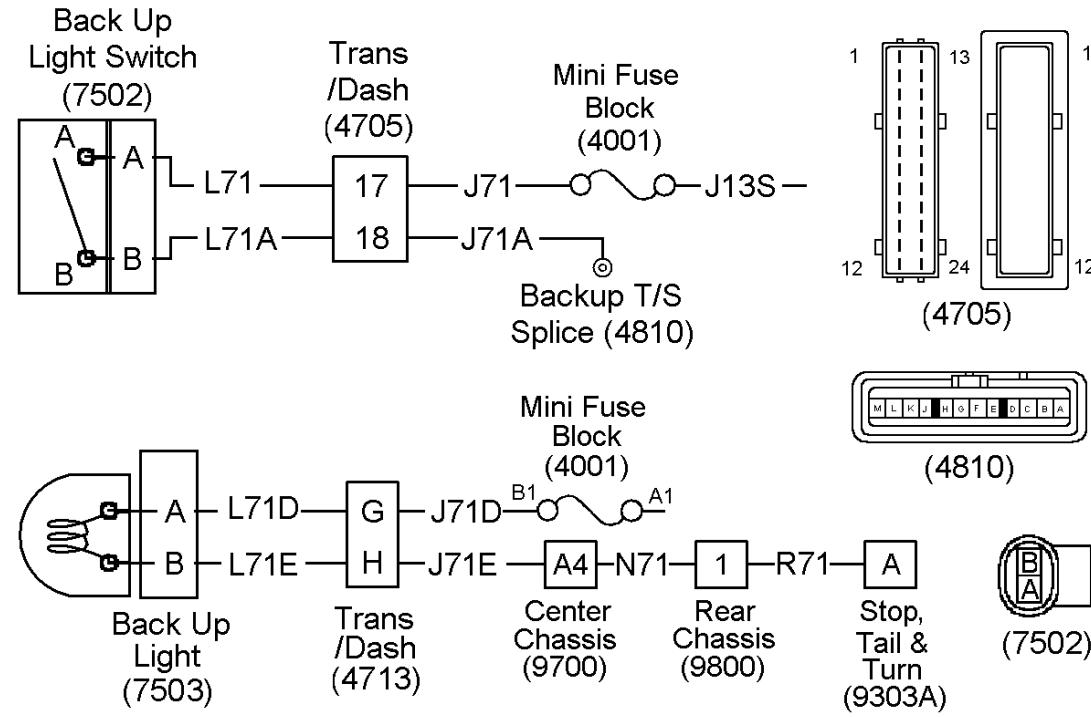 Back Up
Light Switch
(7502)
A
B
A
B
L71
L71A
Trans
/Dash
(4705)
17
18
J71
J71A
Mini Fuse
Block
(4001)
J13S
Backup T/S
Splice (4810)
1
13
12
24
1
12
(4705)
M L K J H G F E D C B A
(4810)
A
B
Back Up
Light
(7503)
L71D
L71E
G
H
Trans
/Dash
(4713)
J71D
J71E
Mini Fuse
Block
(4001)
B1
A1
A4
Center
Chassis
(9700)
N71
1
Rear
Chassis
(9800)
R71
A
Stop,
Tail &
Turn
(9303A)
B
A
(7502)